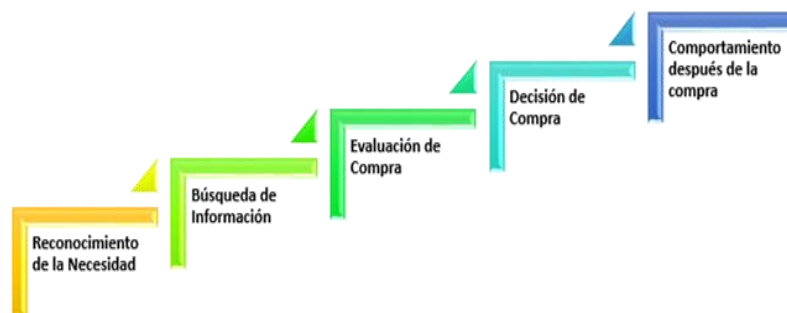 Reconocimiento
de la Necesidad
Búsqueda de
Información
Evaluación de
Compra
Decisión de
Compra
Comportamiento
después de la
compra